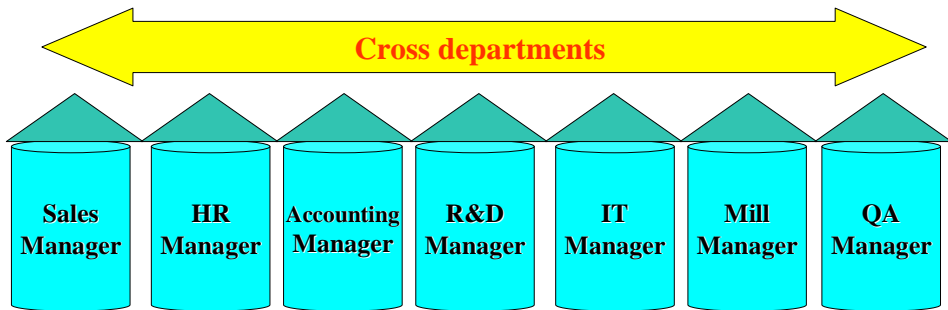 Cross departments
Sales
Manager
HR
Manager
Accounting
Manager
R&D
Manager
IT
Manager
Mill
Manager
QA
Manager